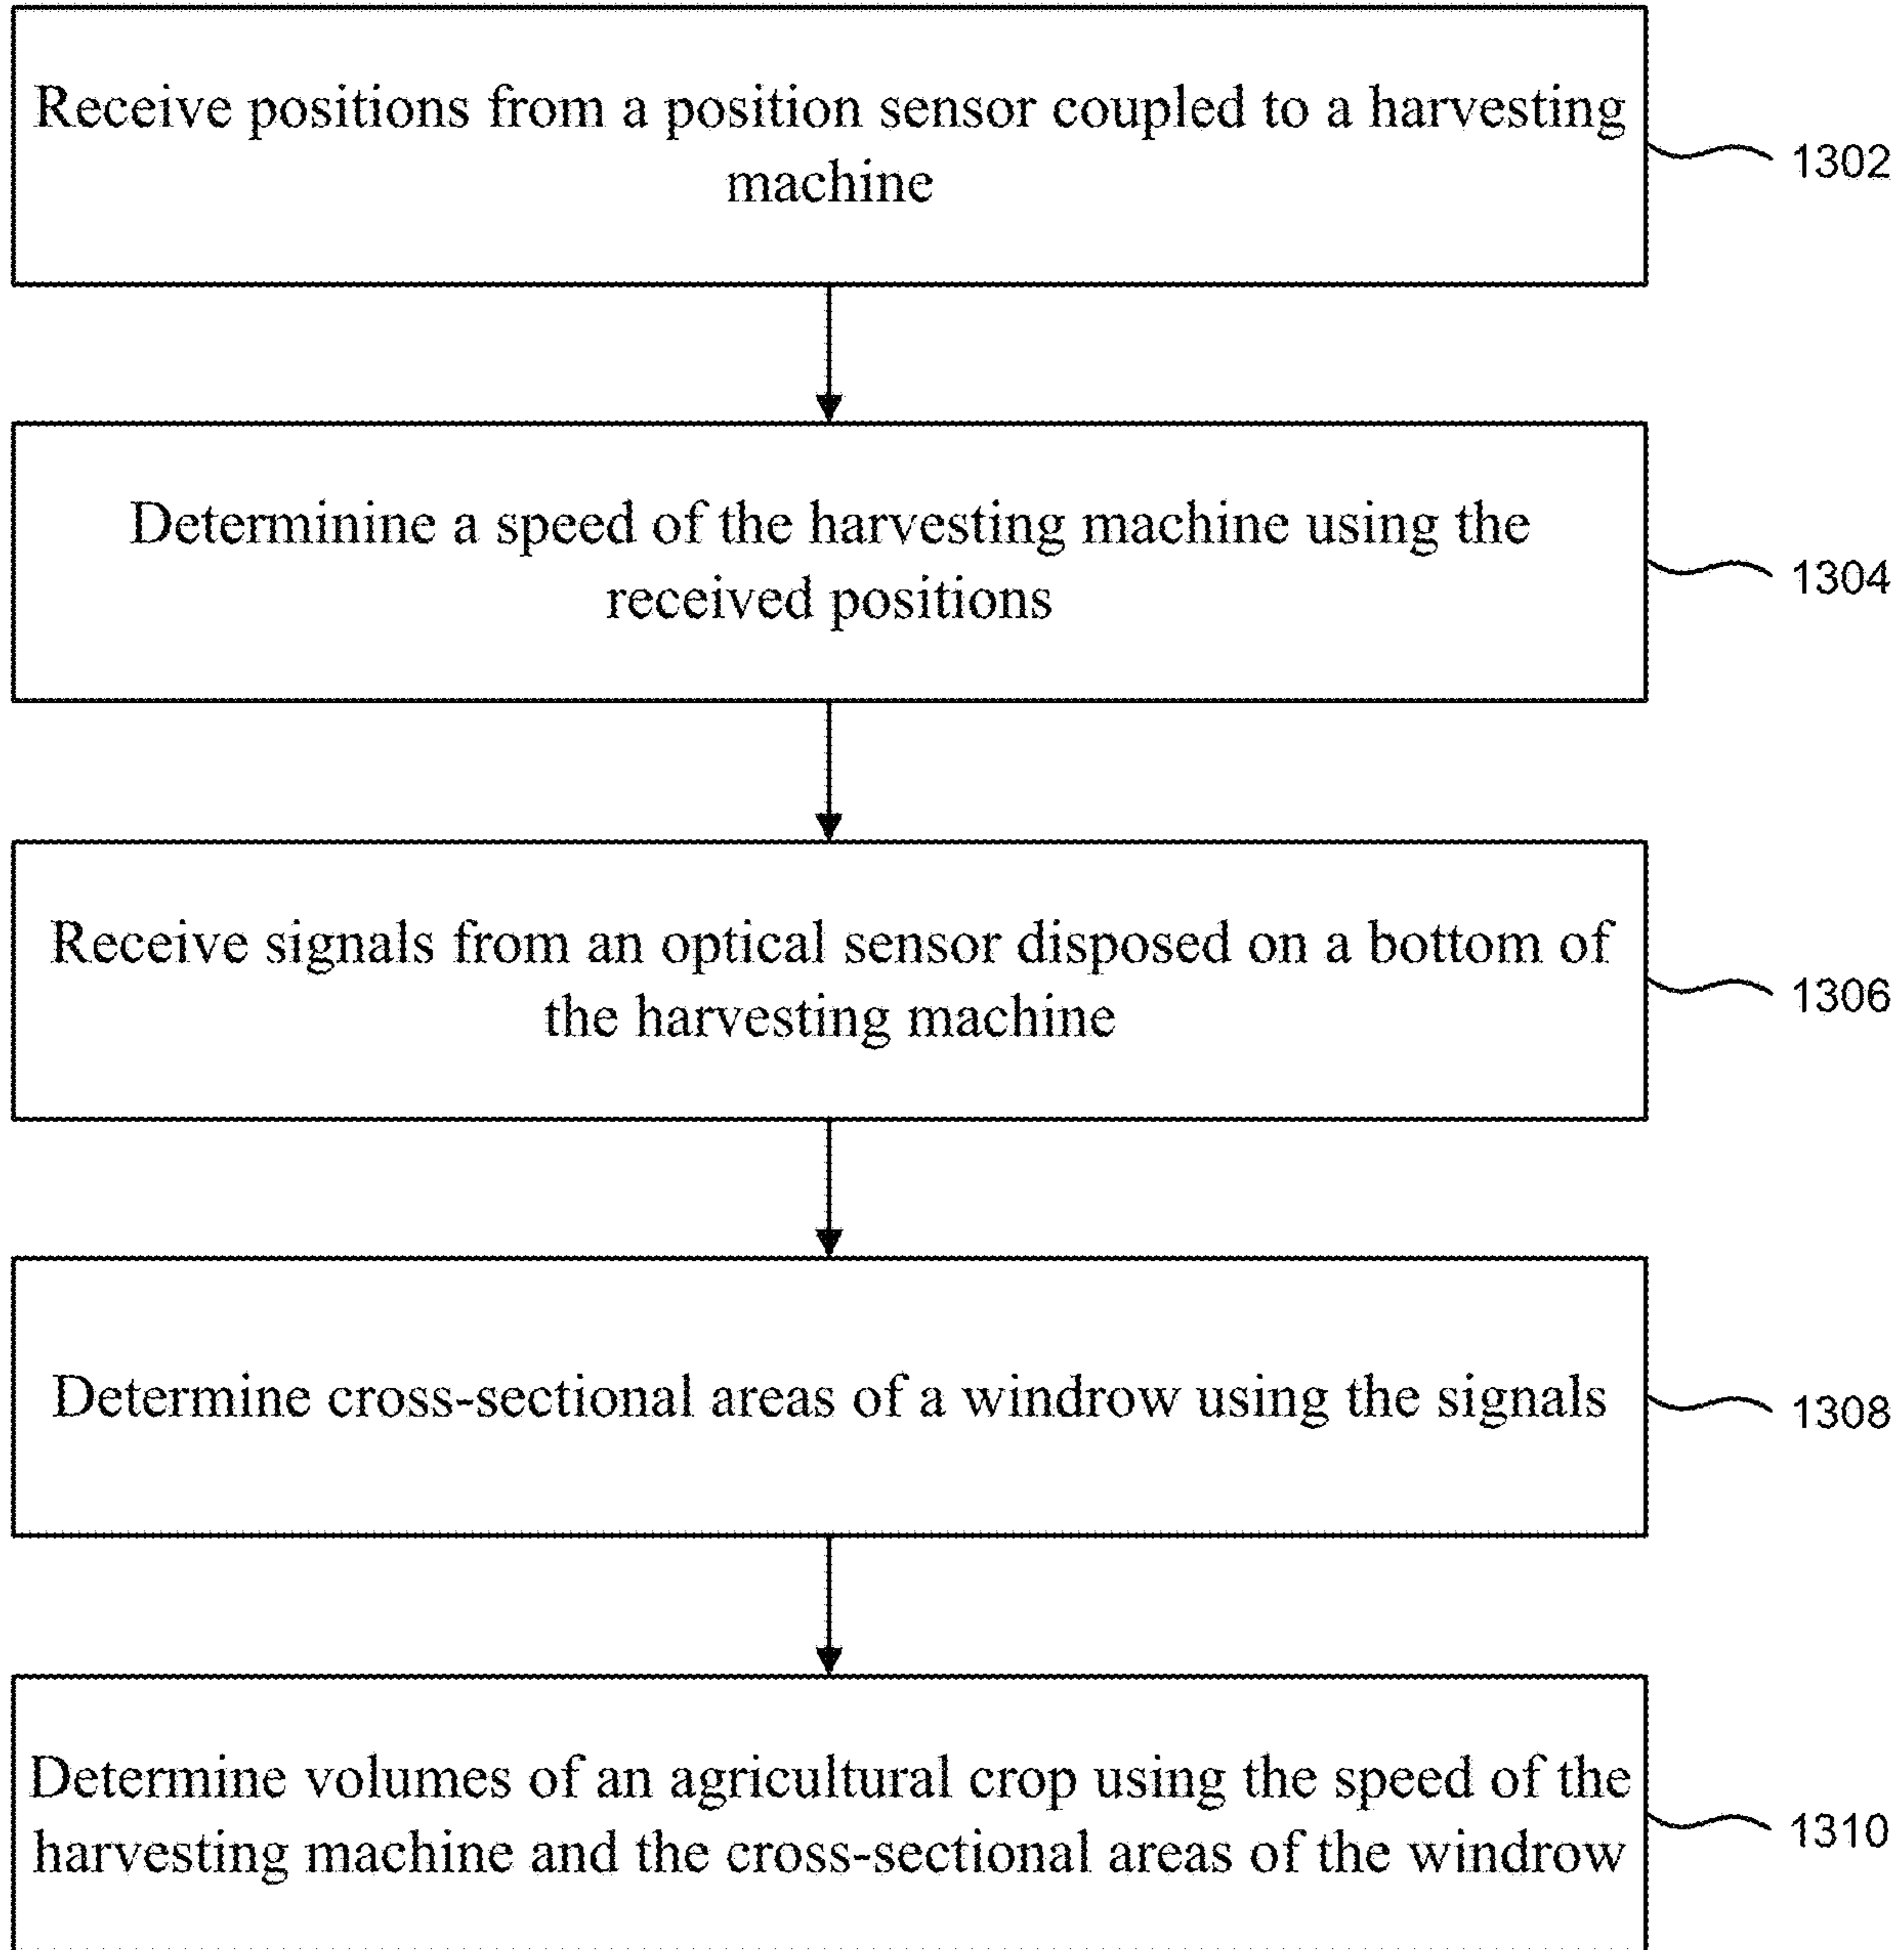 Receive positions from a position sensor coupled to a harvesting
machine
1302
Determinine a speed of the harvesting machine using the
received positions
1304
Receive signals from an optical sensor disposed on a bottom of
the harvesting machine
1306
Determine cross-sectional areas of a windrow using the signals
1308
Determine volumes of an agricultural crop using the speed of the
harvesting machine and the cross-sectional areas of the windrow
1310